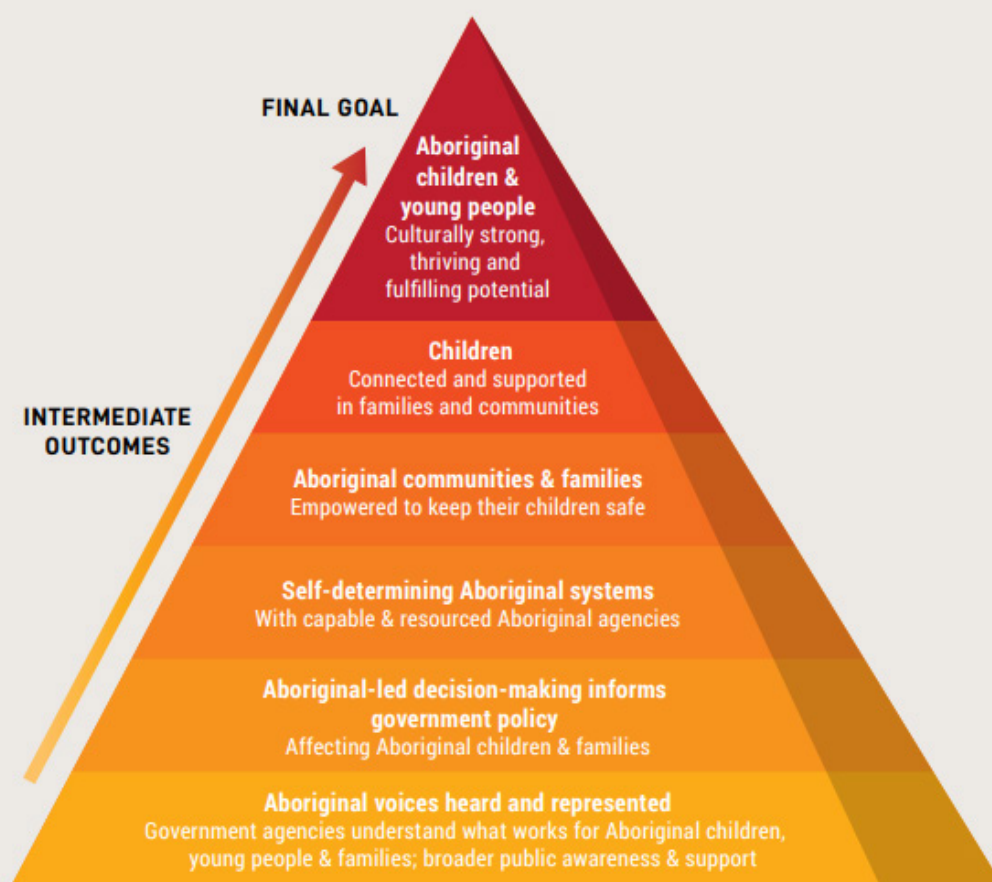 FINAL GOAL
Aboriginal
children &
young people
Culturally strong,
thriving and
fulfilling potential
Children
Connected and supported
in families and communities
INTERMEDIATE
OUTCOMES
Aboriginal communities & families
Empowered to keep their children safe
Self-determining Aboriginal systems
With capable & resourced Aboriginal agencies
Aboriginal-led decision-making informs
government policy
Affecting Aboriginal children & families
Aboriginal voices heard and represented
Government agencies understand what works for Aboriginal children,
young people & families; broader public awareness & support